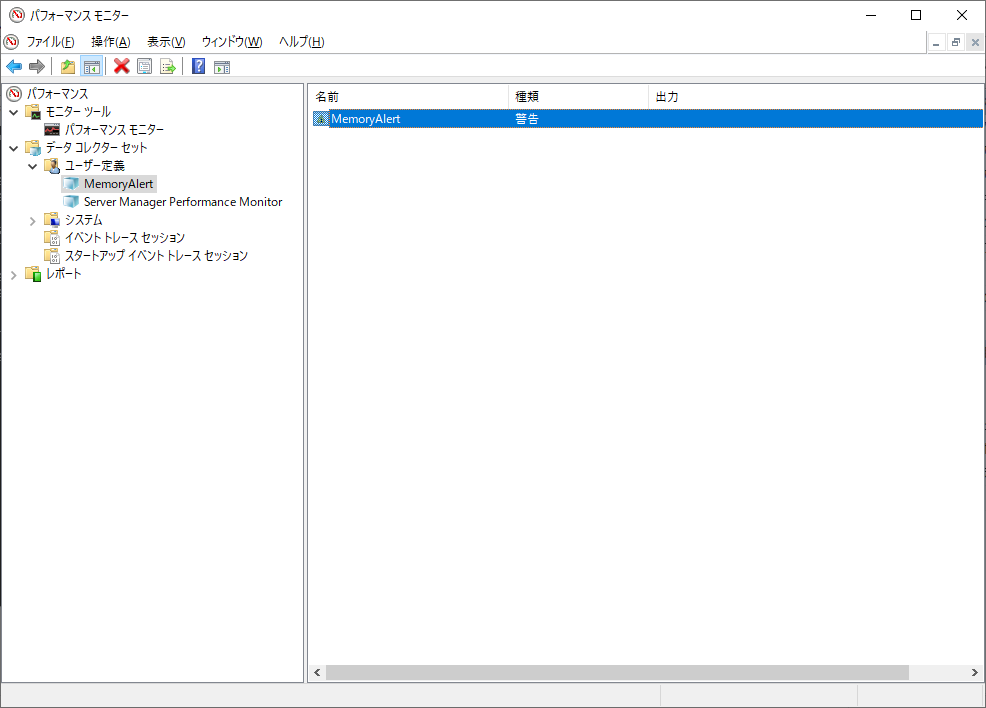 パフォーマンス モニター
ファイル(F) 操作(A) 表示(V) ウィンドウ(W) ヘルプ(H)
パフォーマンス
モニター ツール
パフォーマンス モニター
データ コレクター セット
ユーザー定義
MemoryAlert
Server Manager Performance Monitor
システム
イベント トレース セッション
スタートアップ イベント トレース セッション
レポート
名前 種類 出力
MemoryAlert 警告